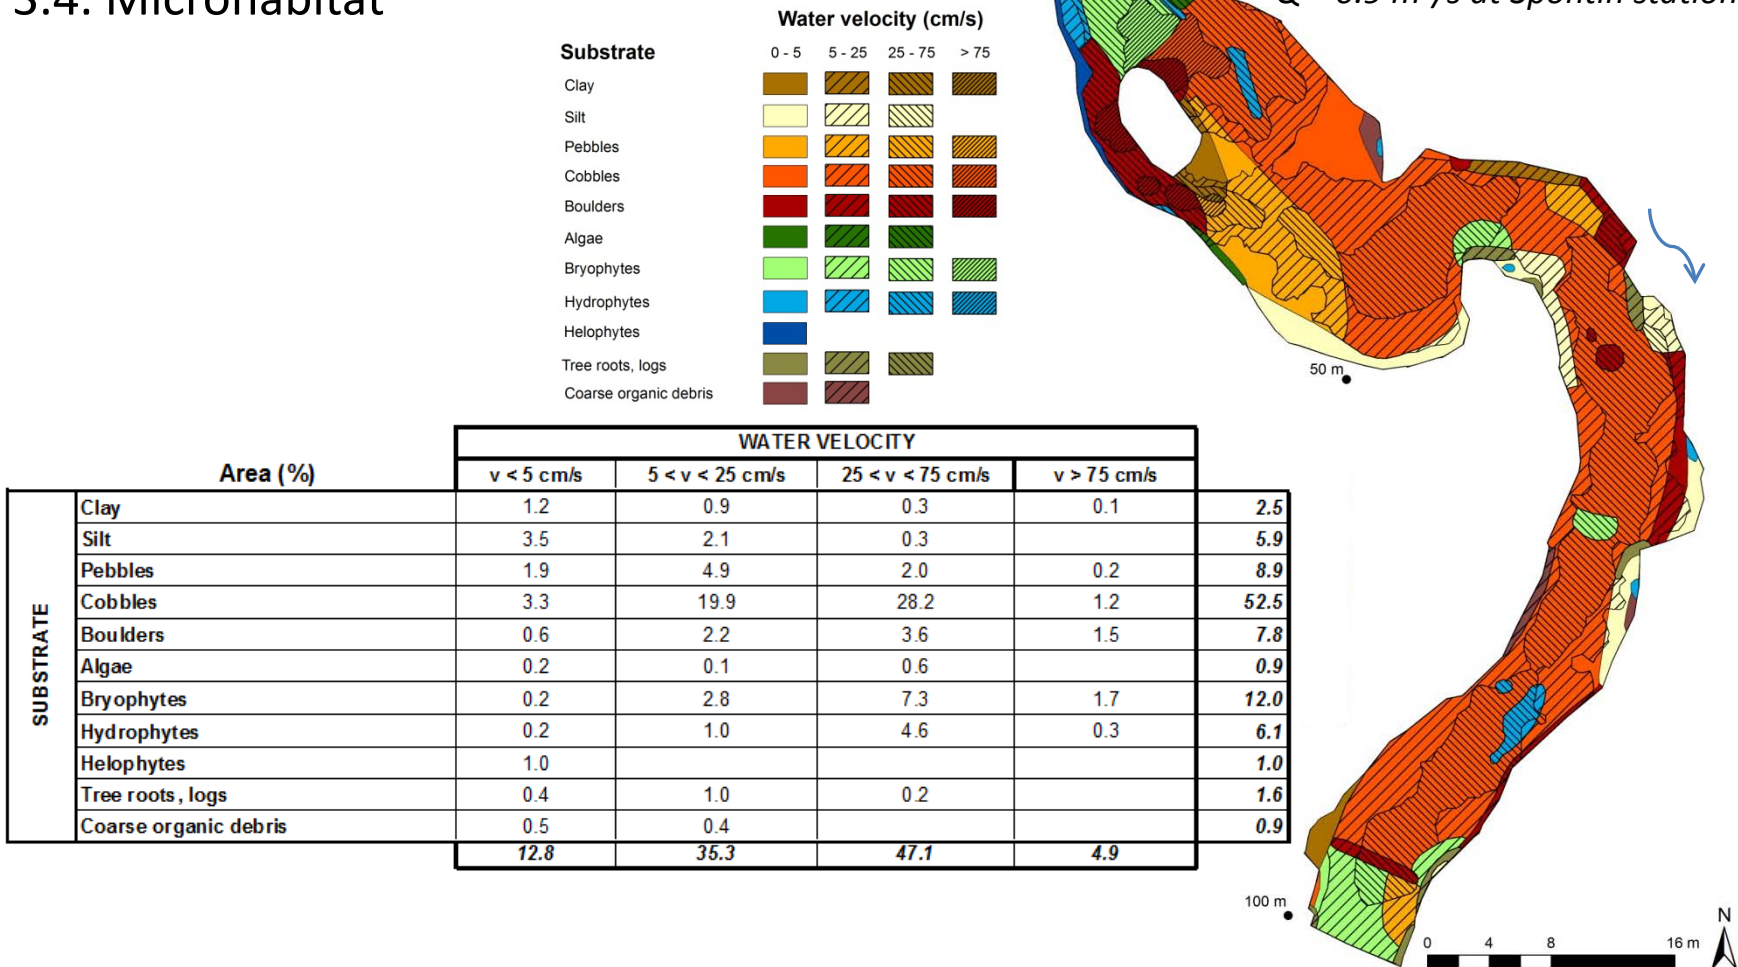 3.4. Microhabitat
at Spontin station
Water velocity (cm/s)
Substrate 0 - 5 5 - 25 25 - 75 > 75
Clay
Silt
Pebbles
Cobbles
Boulders
Algae
Bryophytes
Hydrophytes
Helophytes
Tree roots, logs
Coarse organic debris
50 m
WATER VELOCITY
Area (%) v < 5 cm/s 5 < v < 25 cm/s 25 < v < 75 cm/s v > 75 cm/s
SUBSTRATE
Clay 1.2 0.9 0.3 0.1 2.5
Silt 3.5 2.1 0.3 5.9
Pebbles 1.9 4.9 2.0 0.2 8.9
Cobbles 3.3 19.9 28.2 1.2 52.5
Boulders 0.6 2.2 3.6 1.5 7.8
Algae 0.2 0.1 0.6 0.9
Bryophytes 0.2 2.8 7.3 1.7 12.0
Hydrophytes 0.2 1.0 4.6 0.3 6.1
Helophytes 1.0 1.0
Tree roots, logs 0.4 1.0 0.2 1.6
Coarse organic debris 0.5 0.4 0.9
12.8 35.3 47.1 4.9
100 m
N
0 4 8 16 m